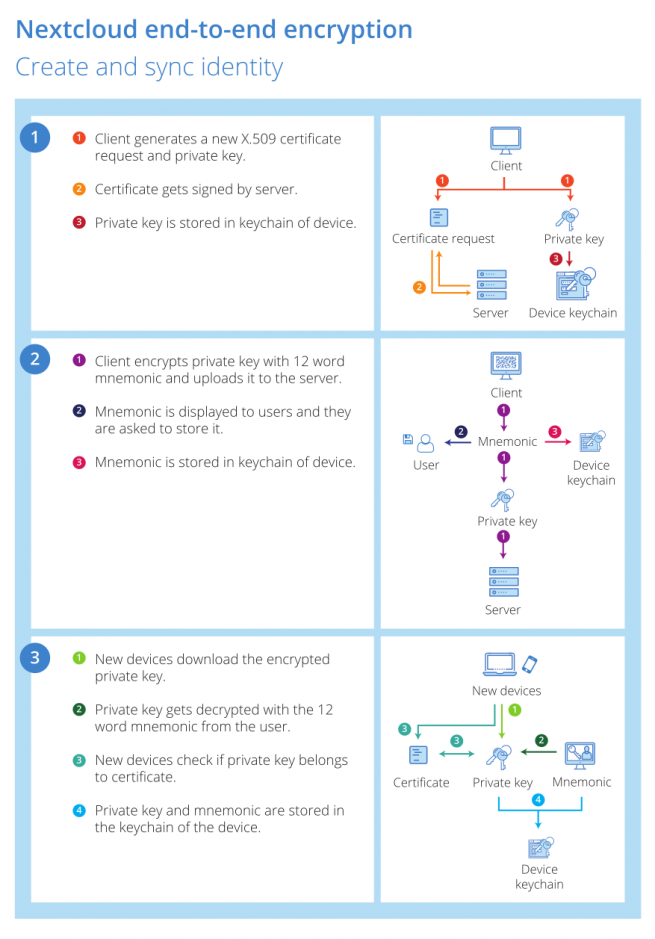 Nextcloud end-to-end encryption
Create and sync identity
1
1 Client generates a new X.509 certificate
request and private key.
2 Certificate gets signed by server.
3 Private key is stored in keychain of device.
Client
1
1
Certificate request
Private key
3
2
Server
Device keychain
2
1 Client encrypts private key with 12 word
mnemonic and uploads it to the server.
2 Mnemonic is displayed to users and they
are asked to store it.
3 Mnemonic is stored in keychain of device.
Client
1
2
3
Mnemonic
User
1
Device
keychain
Private key
1
Server
3
1 New devices download the encrypted
private key.
2 Private key gets decrypted with the 12
word mnemonic from the user.
3 New devices check if private key belongs
to certificate.
4 Private key and mnemonic are stored in
the keychain of the device.
New devices
1
3
3
2
Certificate
Private key
Mnemonic
4
Device
keychain